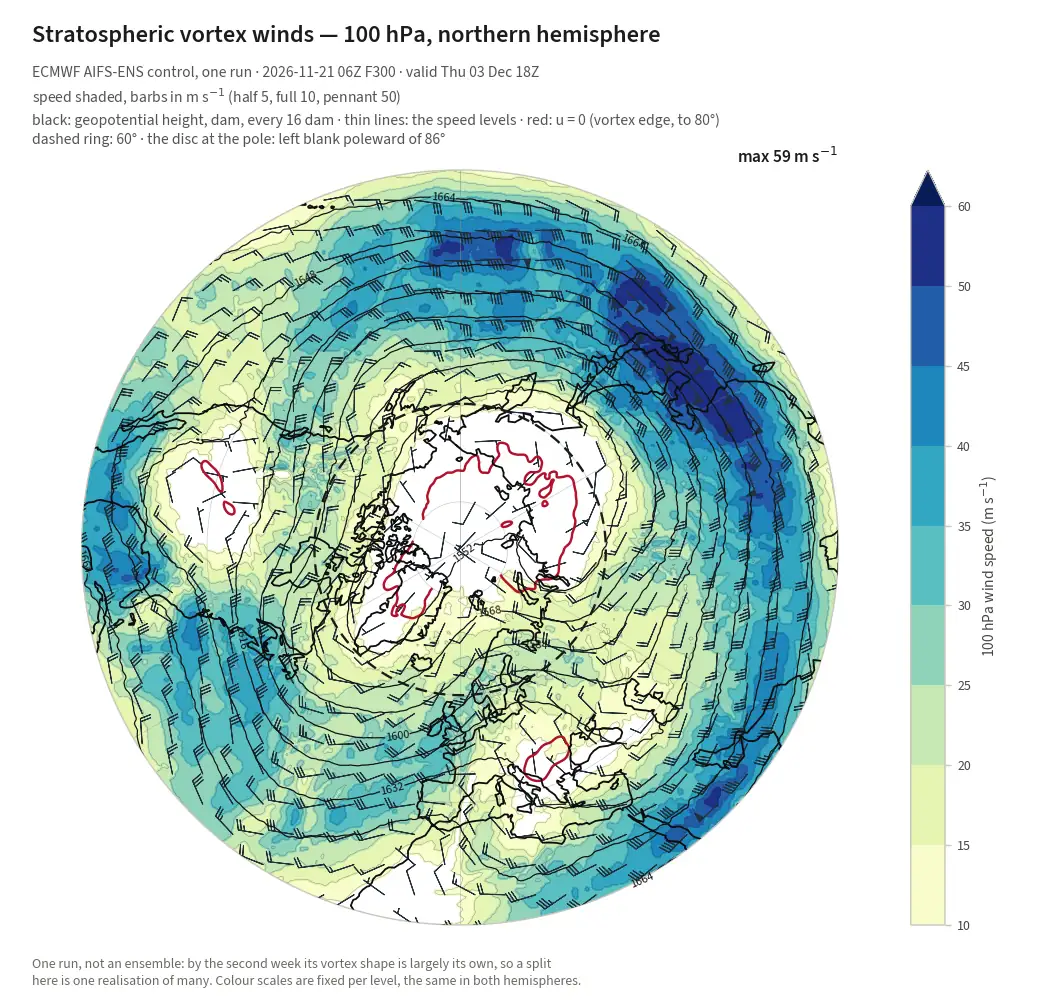 Stratospheric vortex winds — 100 hPa, northern hemisphere
ECMWF AIFS-ENS control, one run · 2026-11-21 06Z F300 · valid Thu 03 Dec 18Z
speed shaded, barbs in m s⁻¹ (half 5, full 10, pennant 50)
black: geopotential height, dam, every 16 dam · thin lines: the speed levels · red: u = 0 (vortex edge, to 80°)
dashed ring: 60° · the disc at the pole: left blank poleward of 86°
max 59 m s⁻¹
1664
1664
1648
1552
1568
1600
1632
1664
60
50
45
40
35
30
25
20
15
10
100 hPa wind speed (m s⁻¹)
One run, not an ensemble: by the second week its vortex shape is largely its own, so a split
here is one realisation of many. Colour scales are fixed per level, the same in both hemispheres.